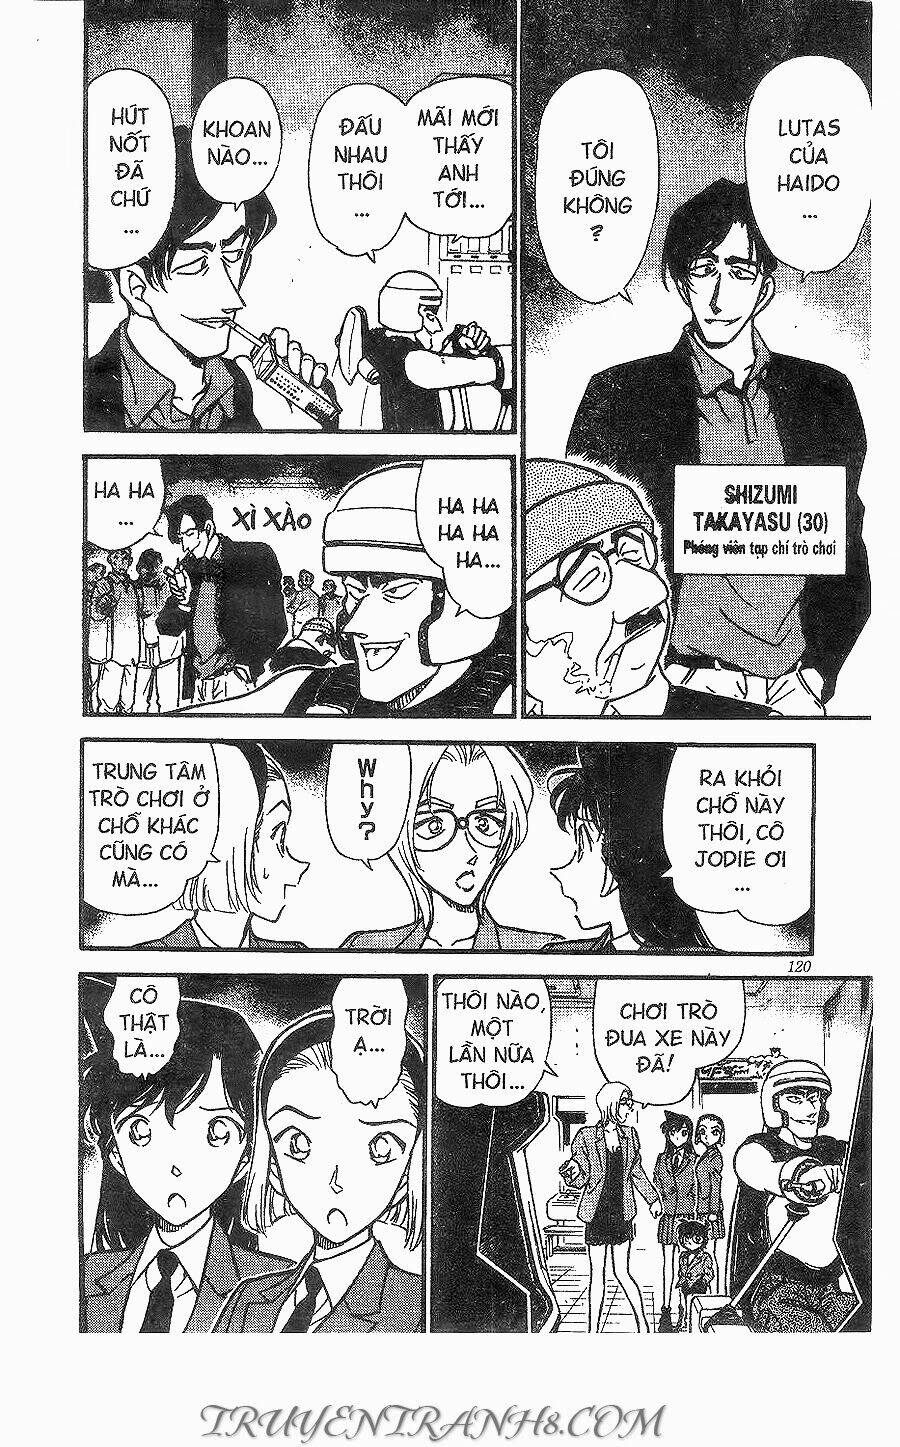 LUTAS
CỦA
HAIDO
...
TÔI
ĐÚNG
KHÔNG
?
SHIZUMI
TAKAYASU (30)
Phóng viên tạp chí trò chơi
MÃI MỚI
THẤY
ANH
TỚI...
ĐẤU
NHAU
THÔI
...
KHOAN
NÀO...
HÚT
NỐT
ĐÃ
CHỨ
...
HA HA
HA HA
HA...
XÌ XÀO
HA HA
...
RA KHỎI
CHỖ NÀY
THÔI, CÔ
JODIE ƠI
...
Why?
TRUNG TÂM
TRÒ CHƠI Ở
CHỖ KHÁC
CŨNG CÓ
MÀ...
120
CHƠI TRÒ
ĐUA XE NÀY
ĐÃ!
THÔI NÀO,
MỘT
LẦN NỮA
THÔI...
TRỜI
Ạ...
CÔ
THẬT
LÀ...
TRUYENTRANH8.COM